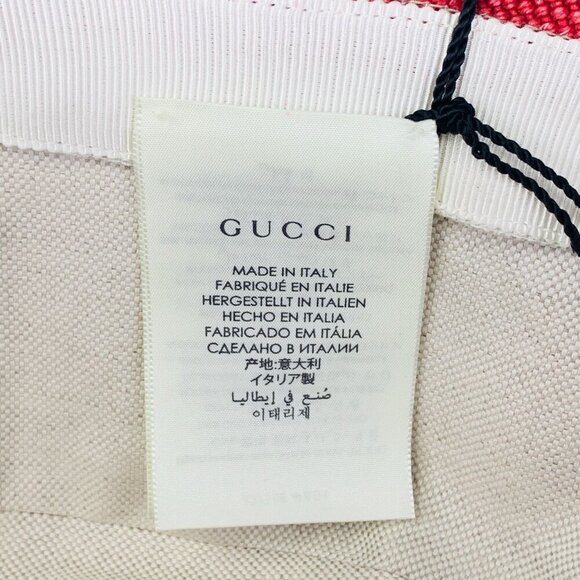 GUCCI
MADE IN ITALY
FABRIQUÉ EN ITALIE
HERGESTELLT IN ITALIEN
HECHO EN ITALIA
FABRICADO EM ITÁLIA
СДЕЛАНО В ИТАЛИИ
产地:意大利
イタリア製
صُنع في إيطاليا
이태리제